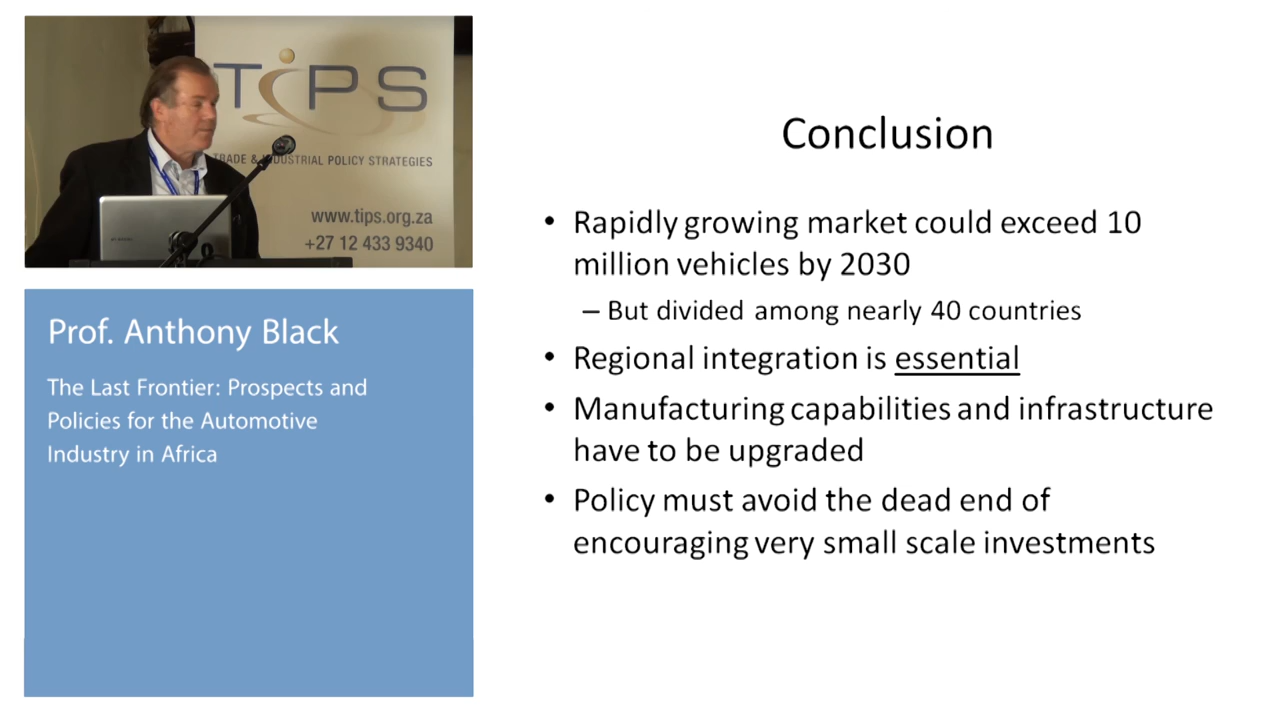 TiPS
TRADE & INDUSTRIAL POLICY STRATEGIES
www.tips.org.za
+27 12 433 9340
Prof. Anthony Black
The Last Frontier: Prospects and
Policies for the Automotive
Industry in Africa
Conclusion
• Rapidly growing market could exceed 10
million vehicles by 2030
– But divided among nearly 40 countries
• Regional integration is essential
• Manufacturing capabilities and infrastructure
have to be upgraded
• Policy must avoid the dead end of
encouraging very small scale investments